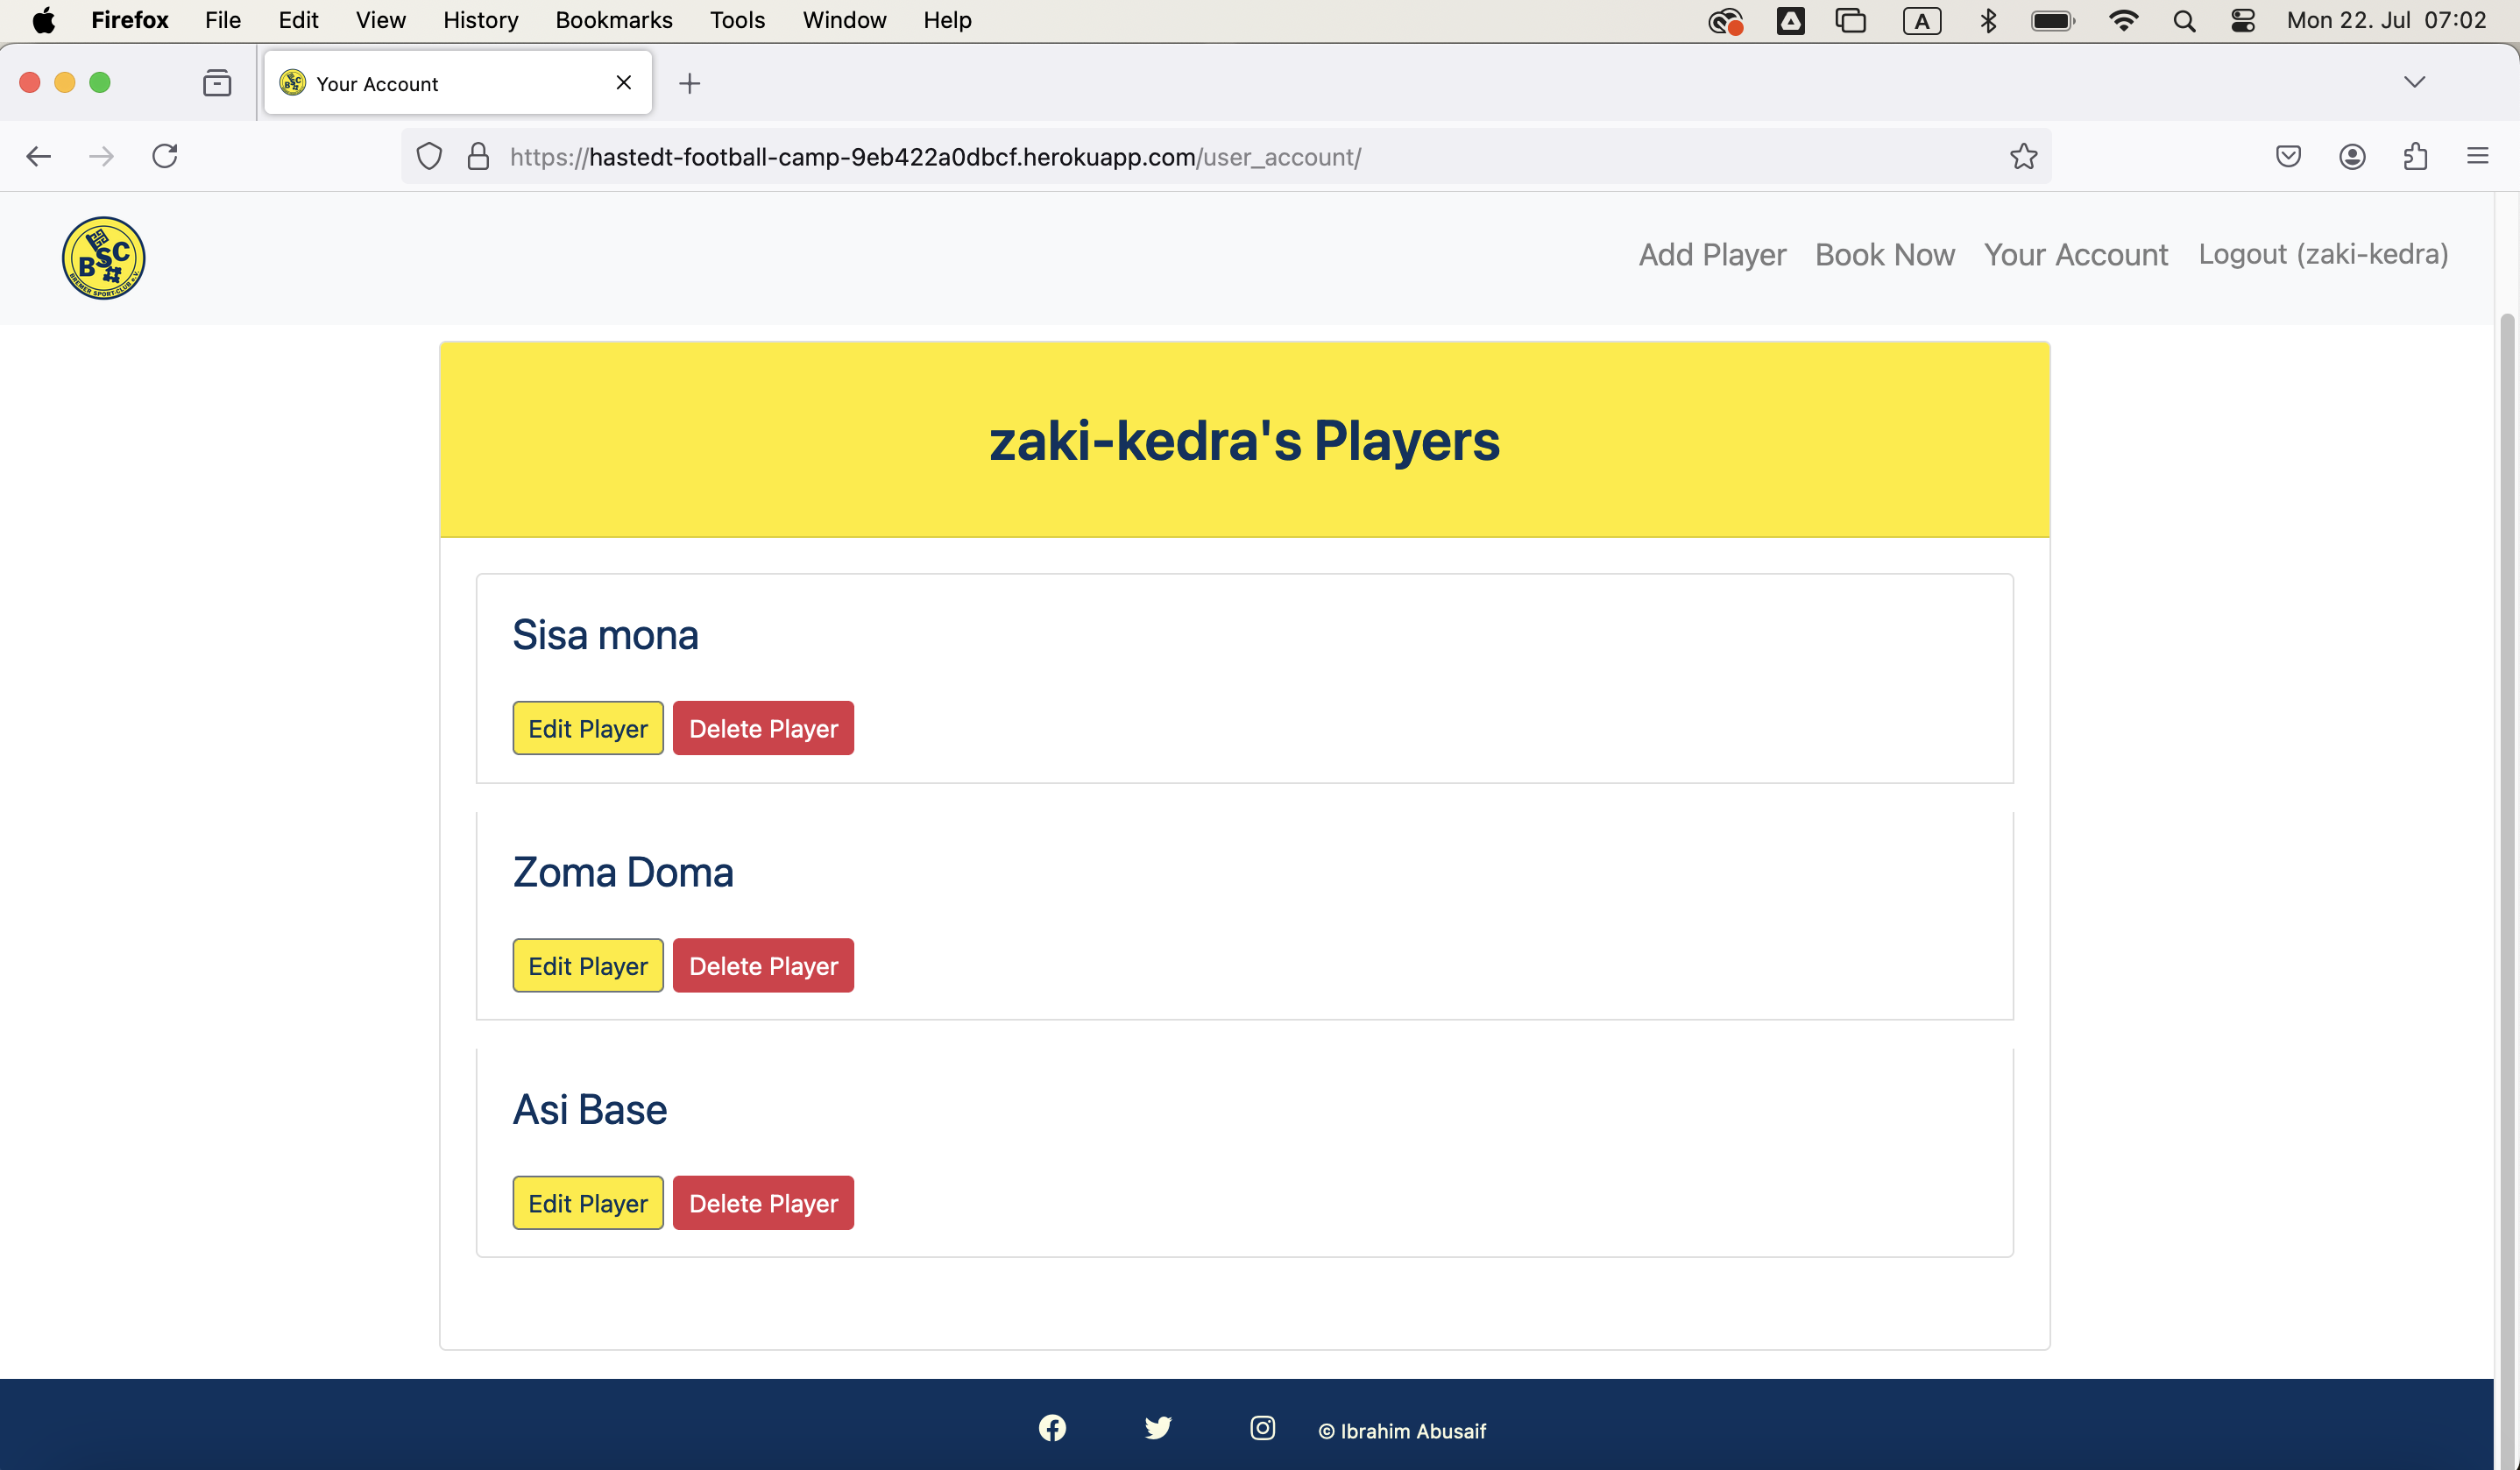 Firefox File Edit View History Bookmarks Tools Window Help A Mon 22. Jul 07:02
Your Account
https://hastedt-football-camp-9eb422a0dbcf.herokuapp.com/user_account/
BSC
BREMER SPORT-CLUB e.V.
Add Player Book Now Your Account Logout (zaki-kedra)
zaki-kedra's Players
Sisa mona
Edit Player Delete Player
Zoma Doma
Edit Player Delete Player
Asi Base
Edit Player Delete Player
© Ibrahim Abusaif